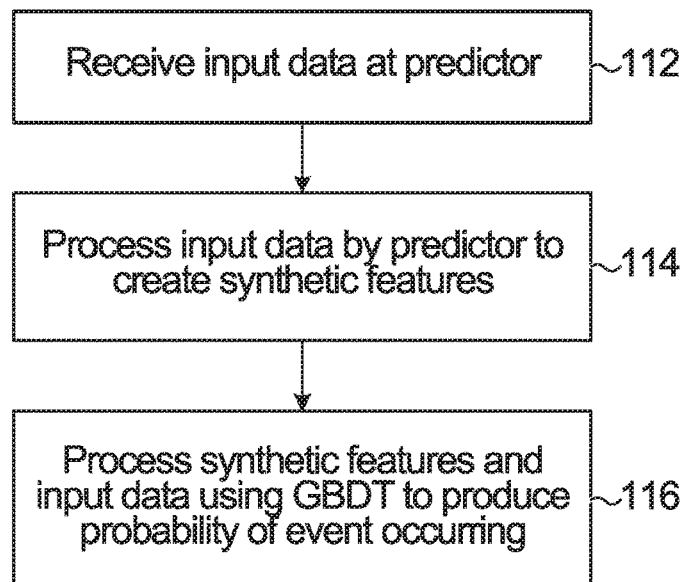 Receive input data at predictor
112
Process input data by predictor to
create synthetic features
114
Process synthetic features and
input data using GBDT to produce
probability of event occurring
116